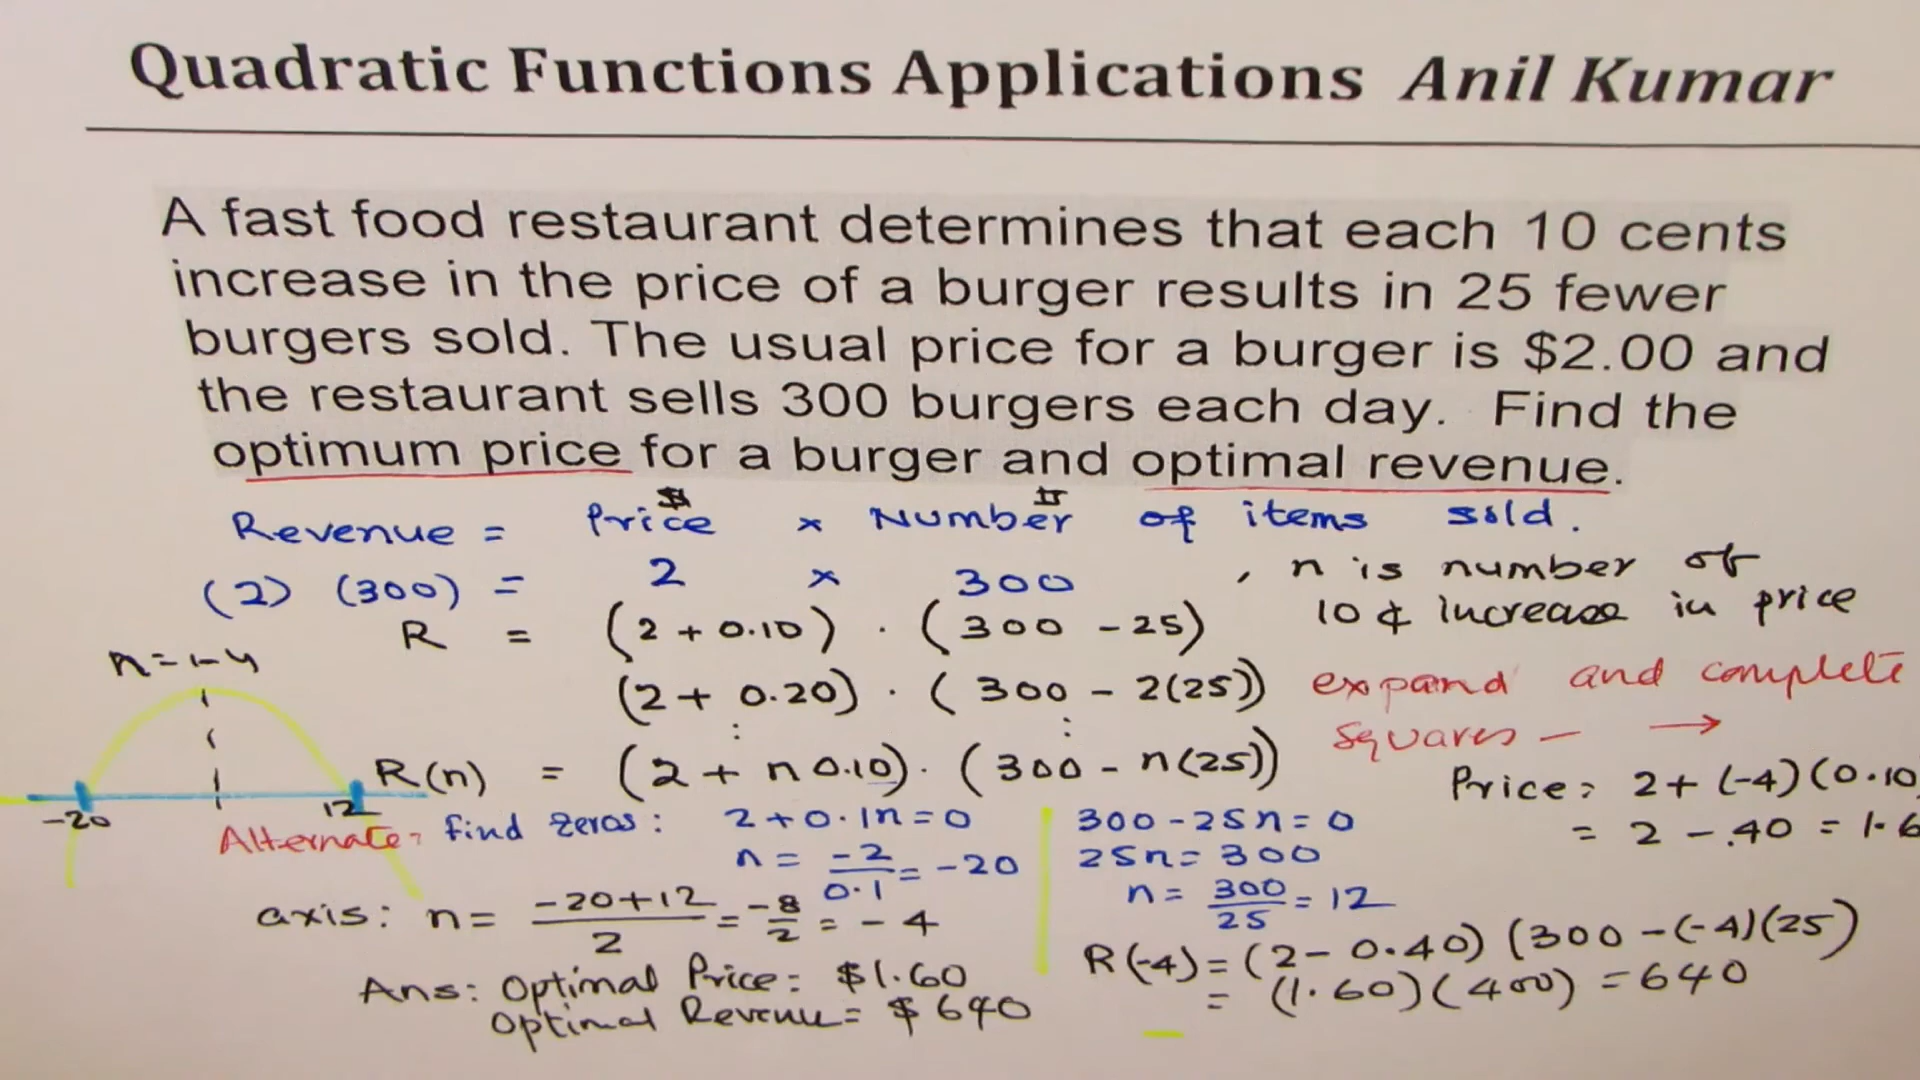 Quadratic Functions Applications Anil Kumar
A fast food restaurant determines that each 10 cents
increase in the price of a burger results in 25 fewer
burgers sold. The usual price for a burger is $2.00 and
the restaurant sells 300 burgers each day. Find the
optimum price for a burger and optimal revenue.
Revenue = Price $ × Number of items sold.
(2) (300) = 2 × 300 , n is number of
10 ¢ increase in price
R = (2 + 0.10) · (300 - 25)
n = -4
(2 + 0.20) · (300 - 2(25)) expand and complete
squares — →
R(n) = (2 + n 0.10) · (300 - n(25))
Price = 2 + (-4)(0.10
= 2 - .40 = 1.6
-20 12
Alternate: find zeros: 2 + 0.1n = 0 300 - 25n = 0
n = -2/0.1 = -20 25n = 300
n = 300/25 = 12
axis: n = -20+12/2 = -8/2 = -4
R(-4) = (2 - 0.40) (300 - (-4)(25)
= (1.60)(400) = 640
Ans: Optimal Price = $1.60
Optimal Revenue = $640